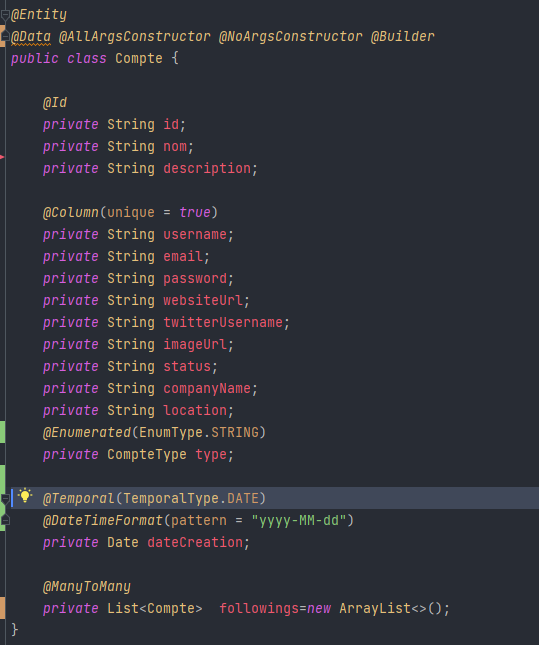 @Entity
@Data @AllArgsConstructor @NoArgsConstructor @Builder
public class Compte {
@Id
private String id;
private String nom;
private String description;
@Column(unique = true)
private String username;
private String email;
private String password;
private String websiteUrl;
private String twitterUsername;
private String imageUrl;
private String status;
private String companyName;
private String location;
@Enumerated(EnumType.STRING)
private CompteType type;
@Temporal(TemporalType.DATE)
@DateTimeFormat(pattern = "yyyy-MM-dd")
private Date dateCreation;
@ManyToMany
private List<Compte>  followings=new ArrayList<>();
}